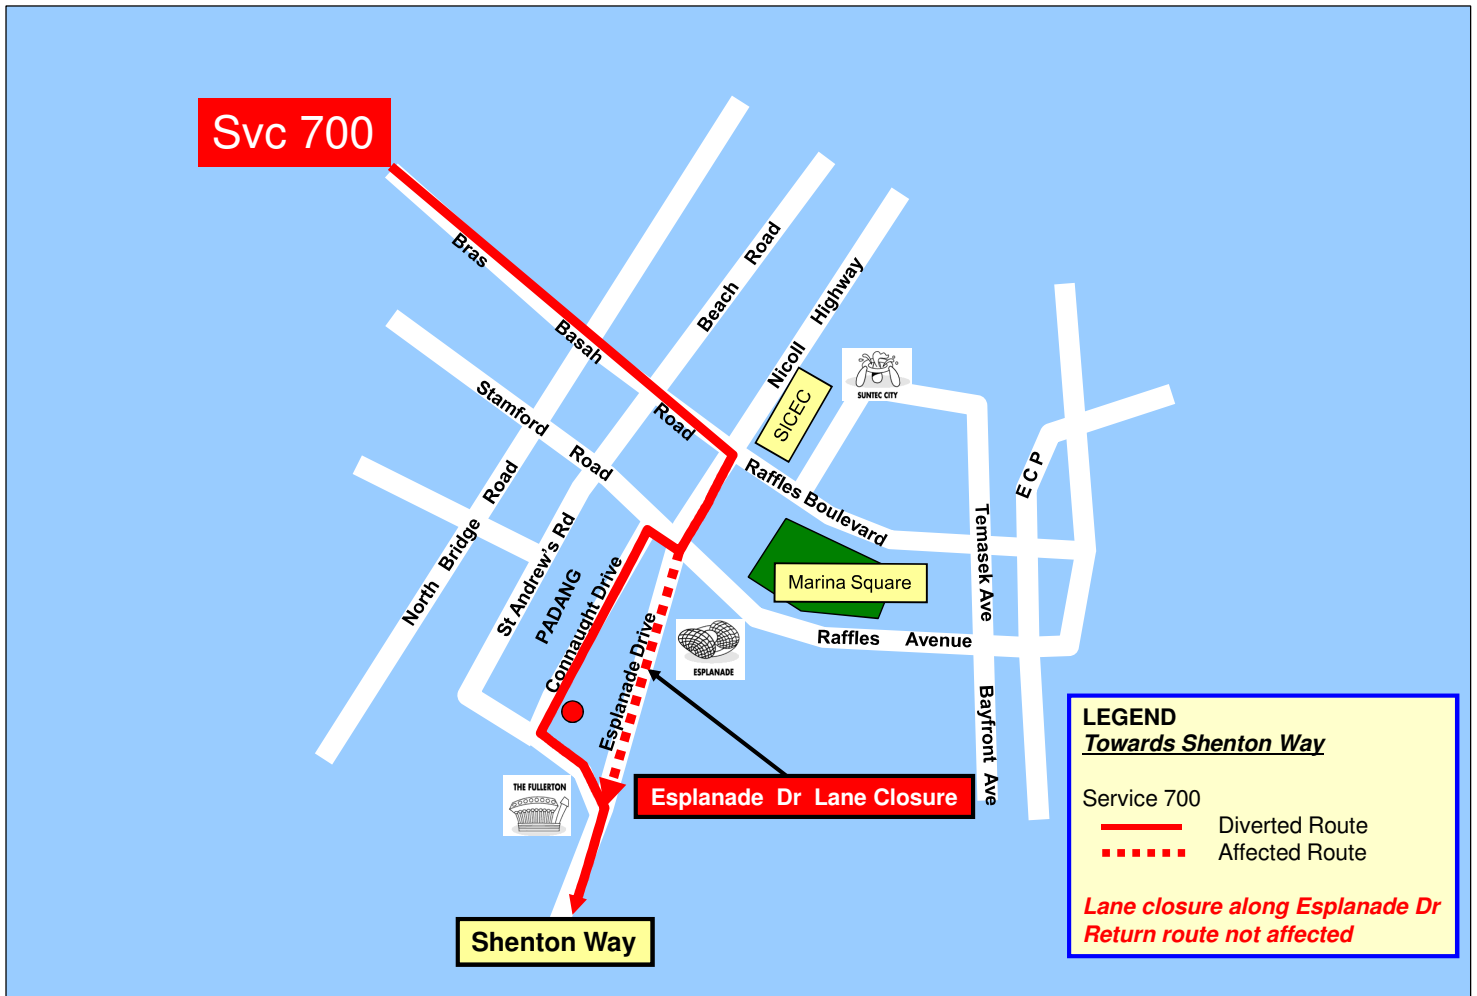 Svc 700
Bras Basah Road
Beach Road
Nicoll Highway
SICEC
SUNTEC CITY
Stamford Road
North Bridge Road
St Andrew's Rd
PADANG
Connaught Drive
Esplanade Drive
Raffles Boulevard
Marina Square
Raffles Avenue
Temasek Ave
Bayfront Ave
E C P
ESPLANADE
THE FULLERTON
Esplanade Dr Lane Closure
Shenton Way
LEGEND
Towards Shenton Way
Service 700
Diverted Route
Affected Route
Lane closure along Esplanade Dr
Return route not affected